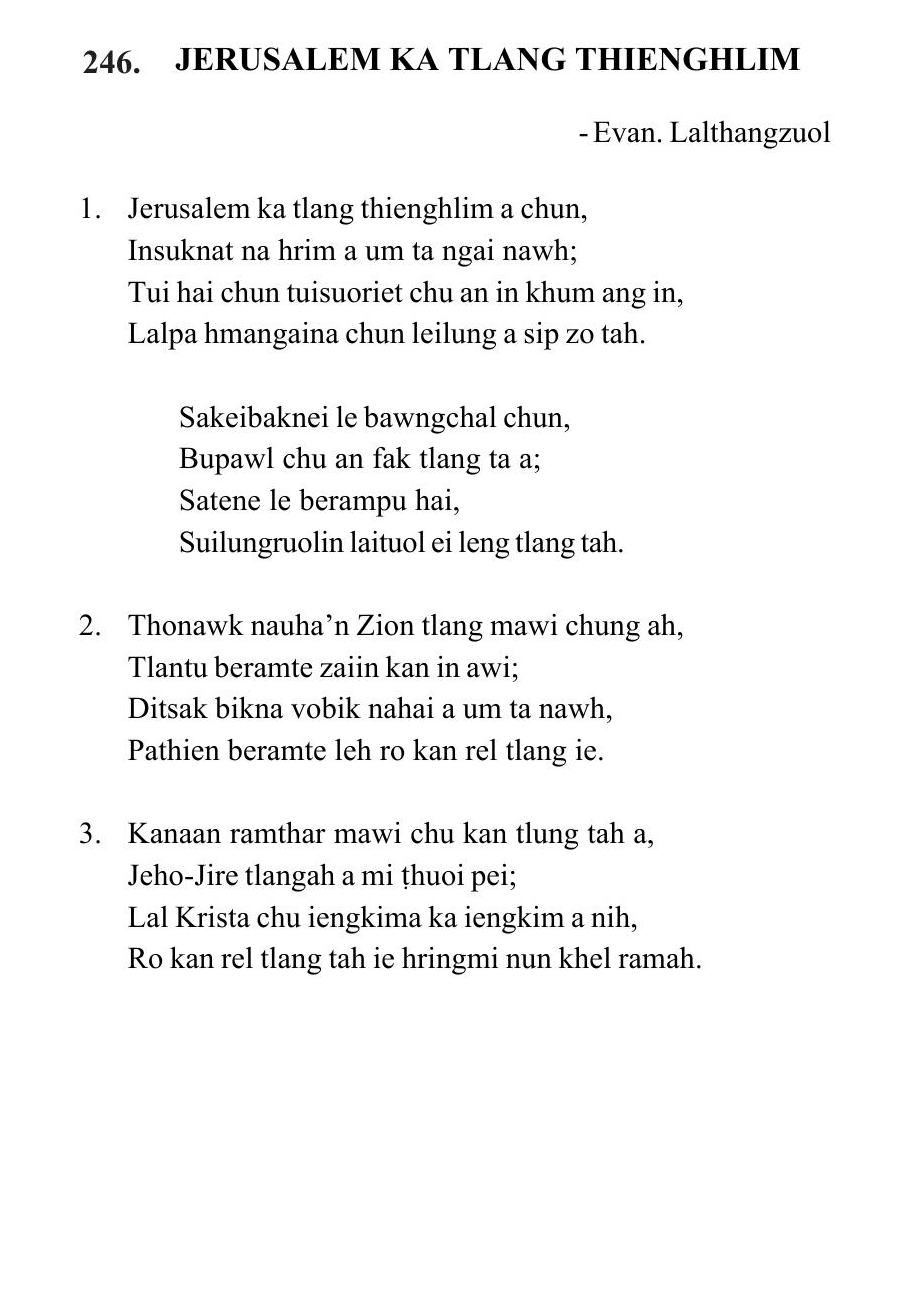 246. JERUSALEM KA TLANG THIENGHLIM
- Evan. Lalthangzuol
1. Jerusalem ka tlang thienghlim a chun,
Insuknat na hrim a um ta ngai nawh;
Tui hai chun tuisuoriet chu an in khum ang in,
Lalpa hmangaina chun leilung a sip zo tah.
Sakeibaknei le bawngchal chun,
Bupawl chu an fak tlang ta a;
Satene le berampu hai,
Suilungruolin laituol ei leng tlang tah.
2. Thonawk nauha’n Zion tlang mawi chung ah,
Tlantu beramte zaiin kan in awi;
Ditsak bikna vobik nahai a um ta nawh,
Pathien beramte leh ro kan rel tlang ie.
3. Kanaan ramthar mawi chu kan tlung tah a,
Jeho-Jire tlangah a mi ṭhuoi pei;
Lal Krista chu iengkima ka iengkim a nih,
Ro kan rel tlang tah ie hringmi nun khel ramah.